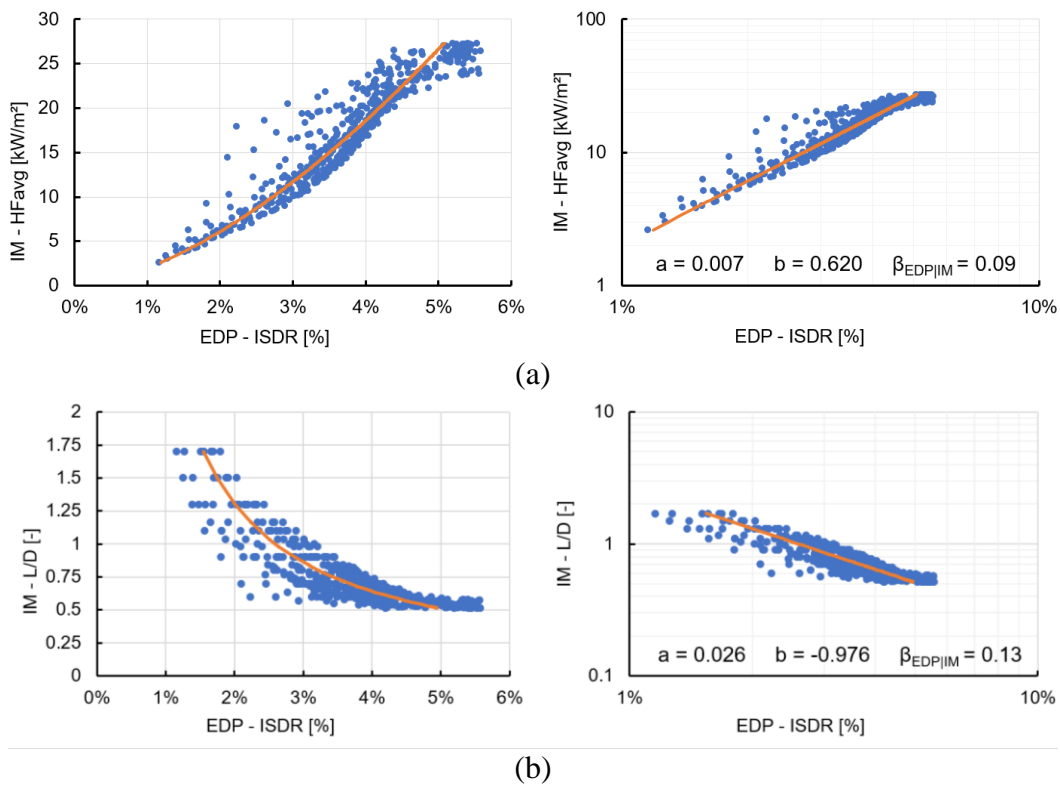 30
25
20
15
10
5
0
IM - HFavg [kW/m²]
0% 1% 2% 3% 4% 5% 6%
EDP - ISDR [%]
100
10
1
IM - HFavg [kW/m²]
a = 0.007 b = 0.620 βEDP|IM = 0.09
1% 10%
EDP - ISDR [%]
(a)
2
1.75
1.5
1.25
1
0.75
0.5
0.25
0
IM - L/D [-]
0% 1% 2% 3% 4% 5% 6%
EDP - ISDR [%]
10
1
0.1
IM - L/D [-]
a = 0.026 b = -0.976 βEDP|IM = 0.13
1% 10%
EDP - ISDR [%]
(b)